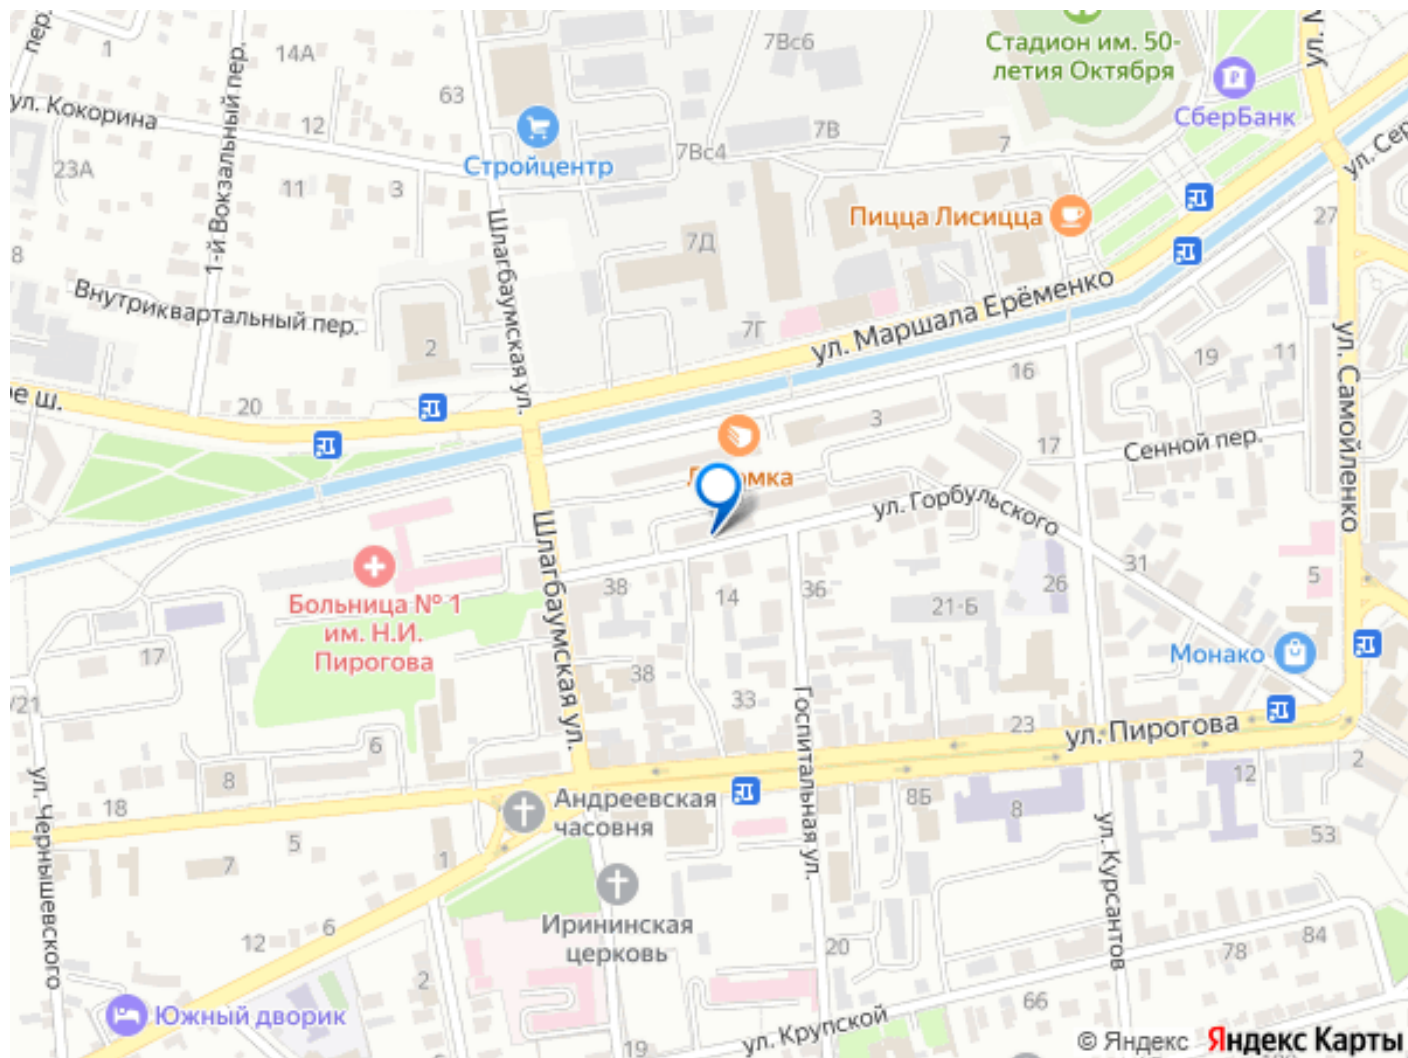 пер.
1
14А
1-й Вокзальный пер.
63
7Вс6
Стадион им. 50-
летия Октября
СберБанк
ул. Кокорина
12
Стройцентр
7В
7Вс4
7
ул. Сер
23А
11
3
Шлагбаумская ул.
Пицца Лисицца
27
8
7Д
Внутриквартальный пер.
2
7Г
ул. Маршала Ерёменко
19
11
ул. Самойленко
16
е ш.
20
3
17
Сенной пер.
ул. Горбульского
Шлагбаумская ул.
Больница № 1
им. Н.И.
Пирогова
38
14
36
21-Б
26
31
5
Монако
17
/21
38
33
Госпитальная ул.
23
ул. Пирогова
6
8
18
ул. Чернышевского
Андреевская
часовня
8Б
8
12
2
53
5
7
1
ул. Курсантов
Ирининская
церковь
12
6
2
20
78
84
66
Южный дворик
19
ул. Крупской
© Яндекс Яндекс Карты